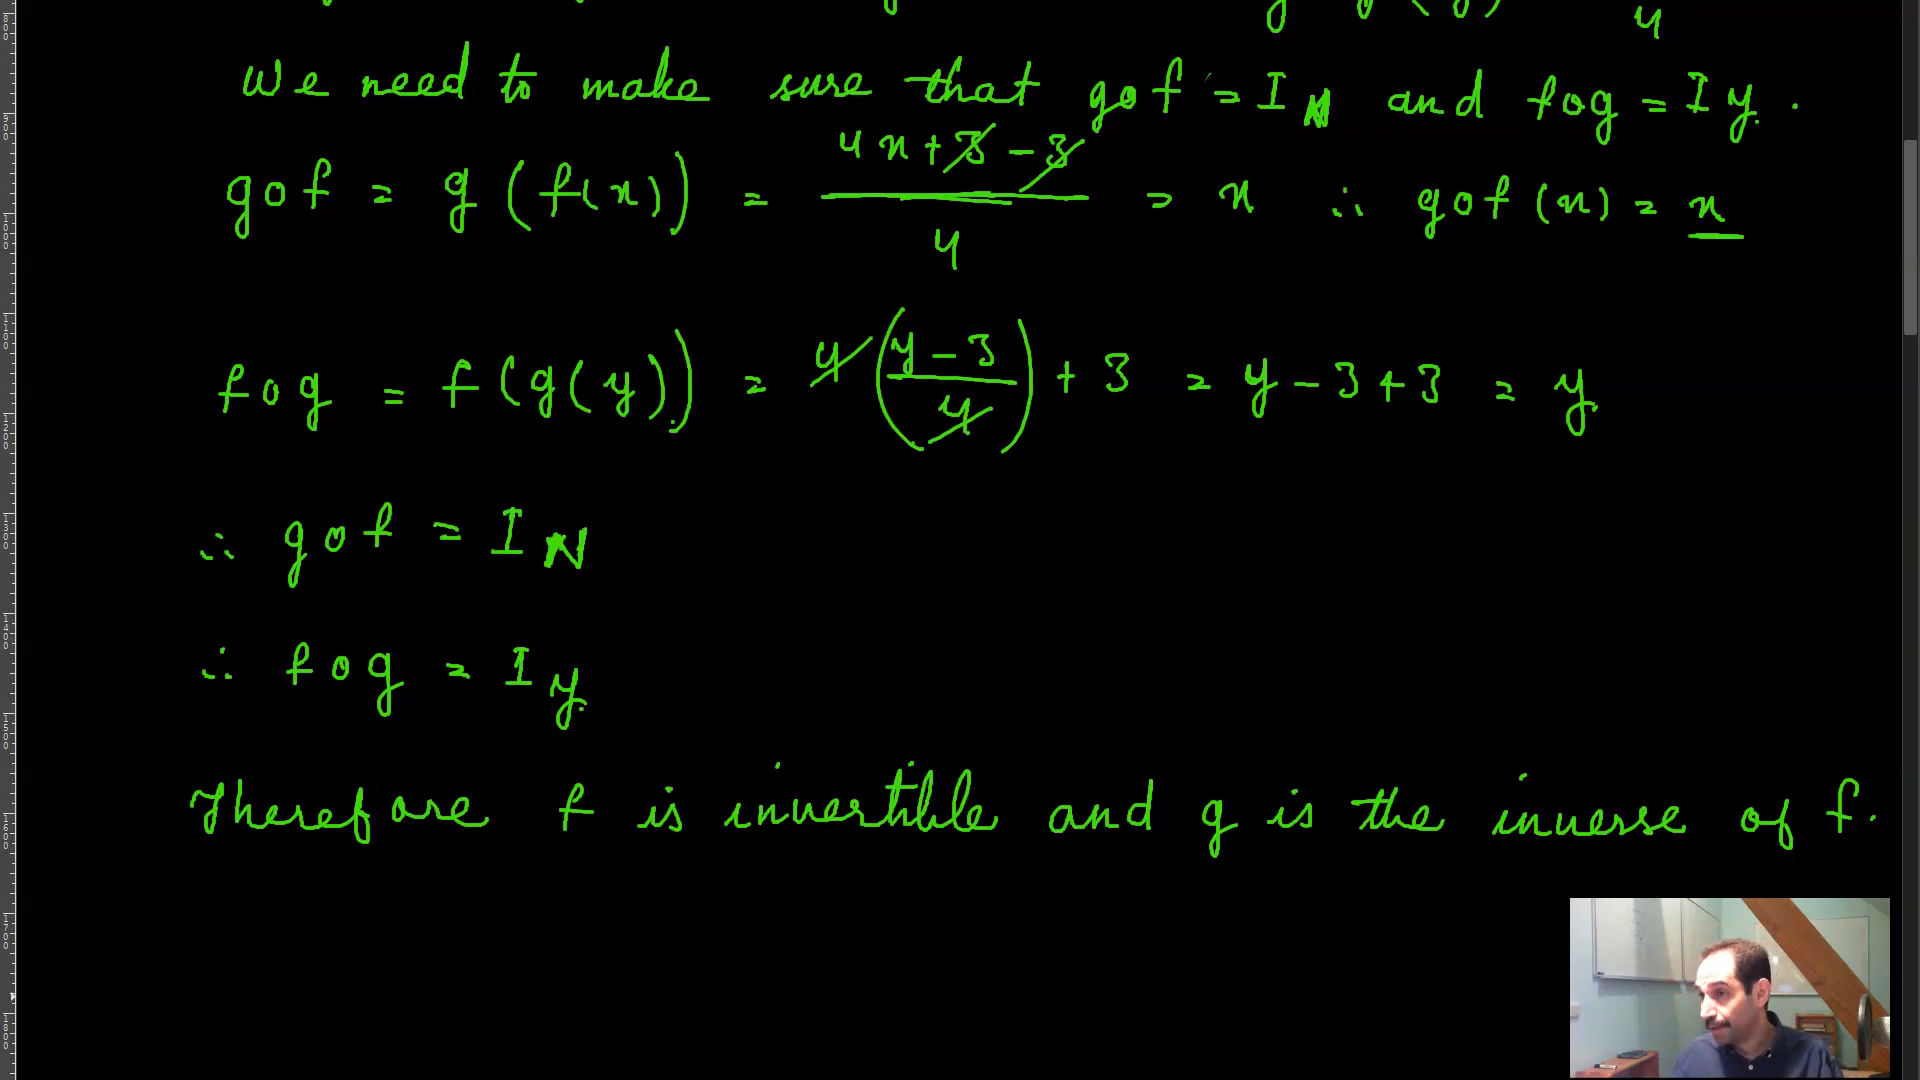 g y g(y) 4
We need to make sure that gof = I N and fog = I y.
gof = g(f(x)) = (4x+3-3)/4 = x ∴ gof(x) = x
fog = f(g(y)) = 4((y-3)/4) + 3 = y-3+3 = y
∴ gof = I N
∴ fog = I y.
Therefore f is invertible and g is the inverse of f.